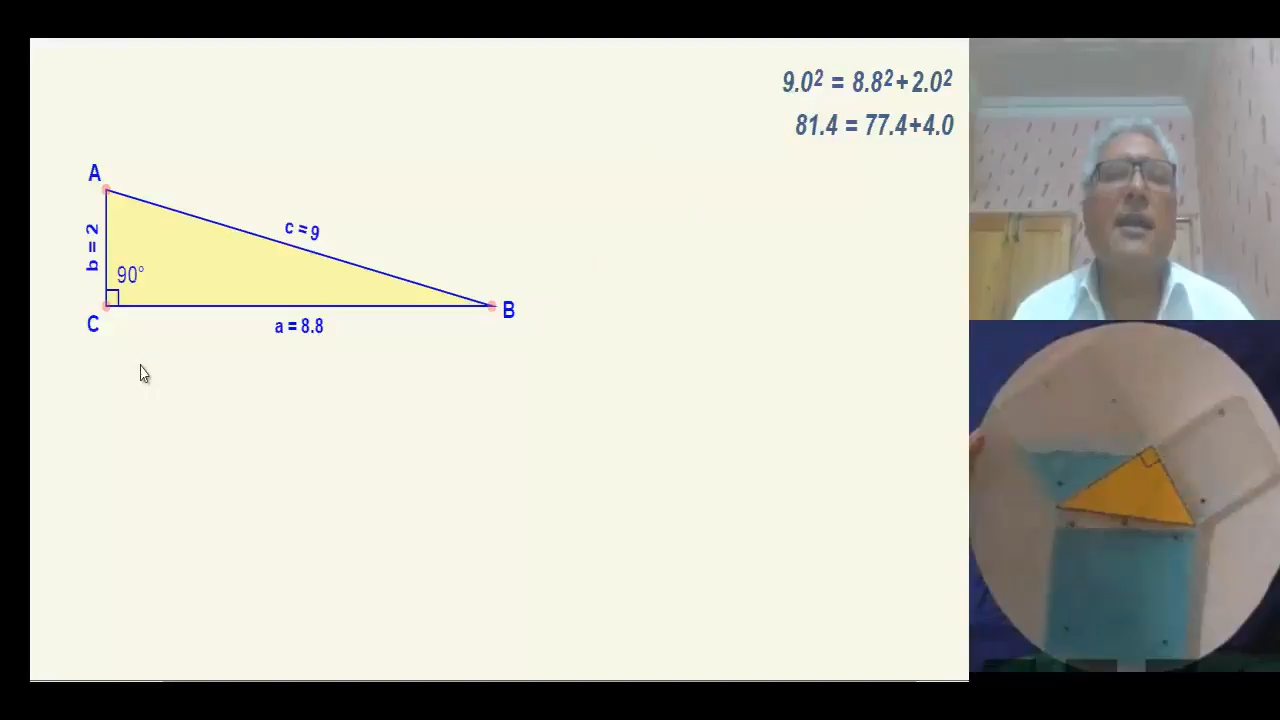 9.0² = 8.8²+2.0²
81.4 = 77.4+4.0
A
b = 2
c = 9
90°
C
a = 8.8
B